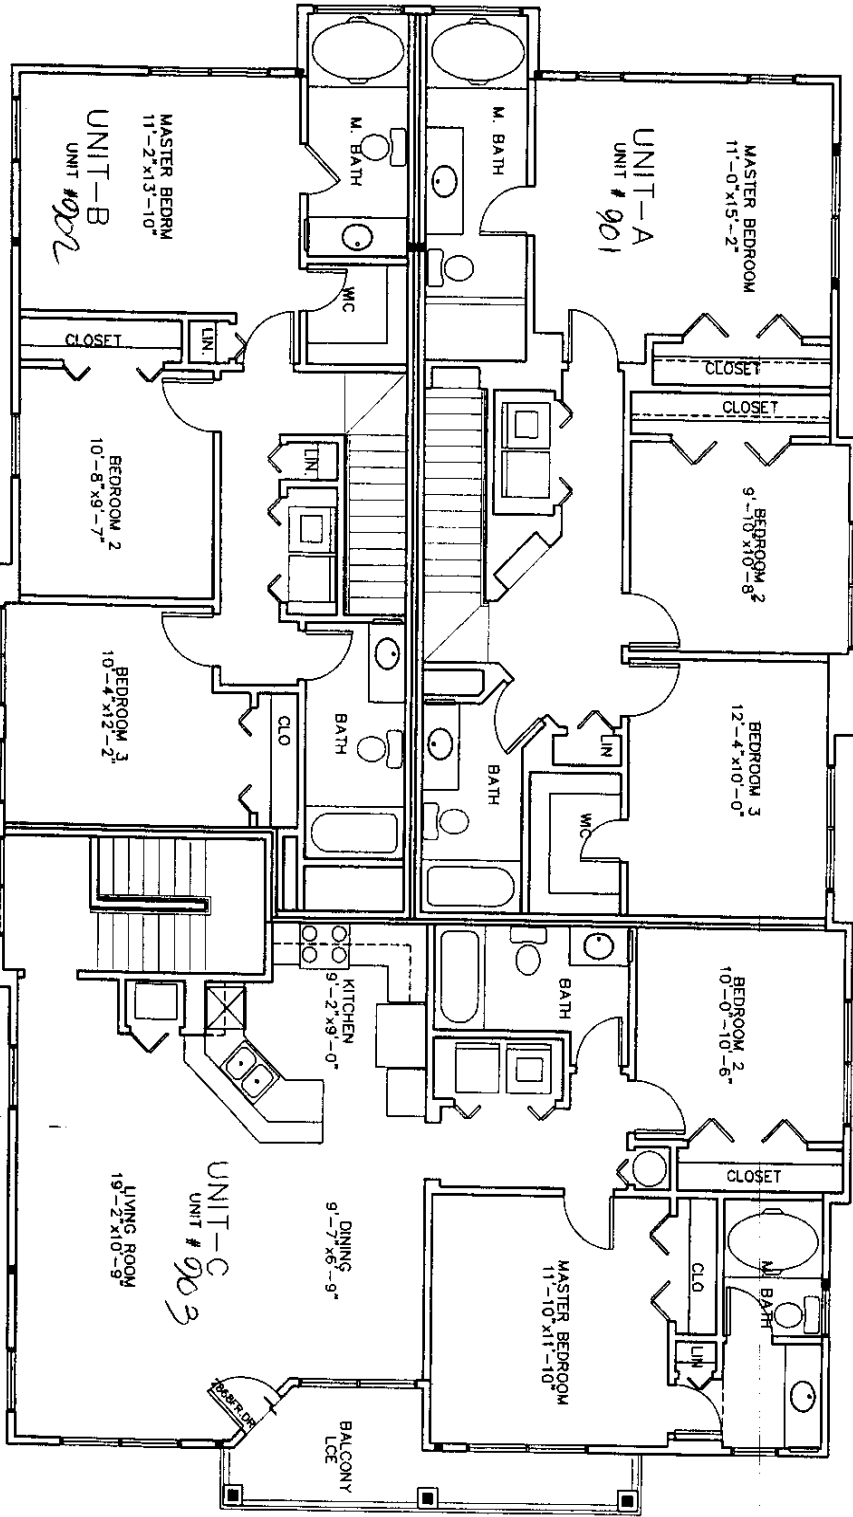 UNIT-B
UNIT #902
MASTER BEDRM
11'-2"x13'-10"
M. BATH
WIC
CLOSET
LIN.
BEDROOM 2
10'-8"x9'-7"
LIN.
BEDROOM 3
10'-4"x12'-2"
CLO
BATH
UNIT-A
UNIT # 901
MASTER BEDROOM
11'-0"x15'-2"
M. BATH
CLOSET
CLOSET
BEDROOM 2
9'-10"x10'-8"
BEDROOM 3
12'-4"x10'-0"
LIN
WIC
BATH
UNIT-C
UNIT # 903
KITCHEN
9'-2"x9'-0"
LIVING ROOM
19'-2"x10'-9"
DINING
9'-7"x6'-9"
BATH
BEDROOM 2
10'-0"-10'-6"
CLOSET
MASTER BEDROOM
11'-10"x11'-10"
CLO
LIN
M. BATH
2868FR.DR
BALCONY
LCE